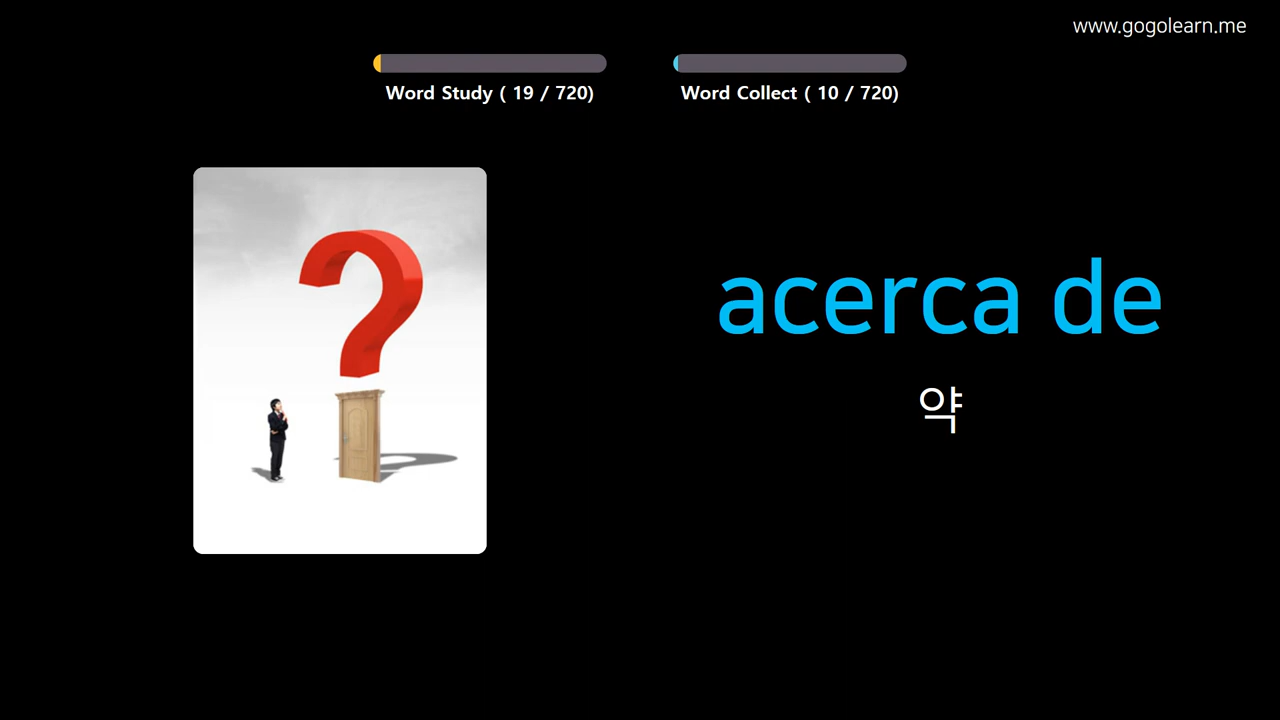 www.gogolearn.me
Word Study ( 19 / 720)
Word Collect ( 10 / 720)
?
acerca de
약